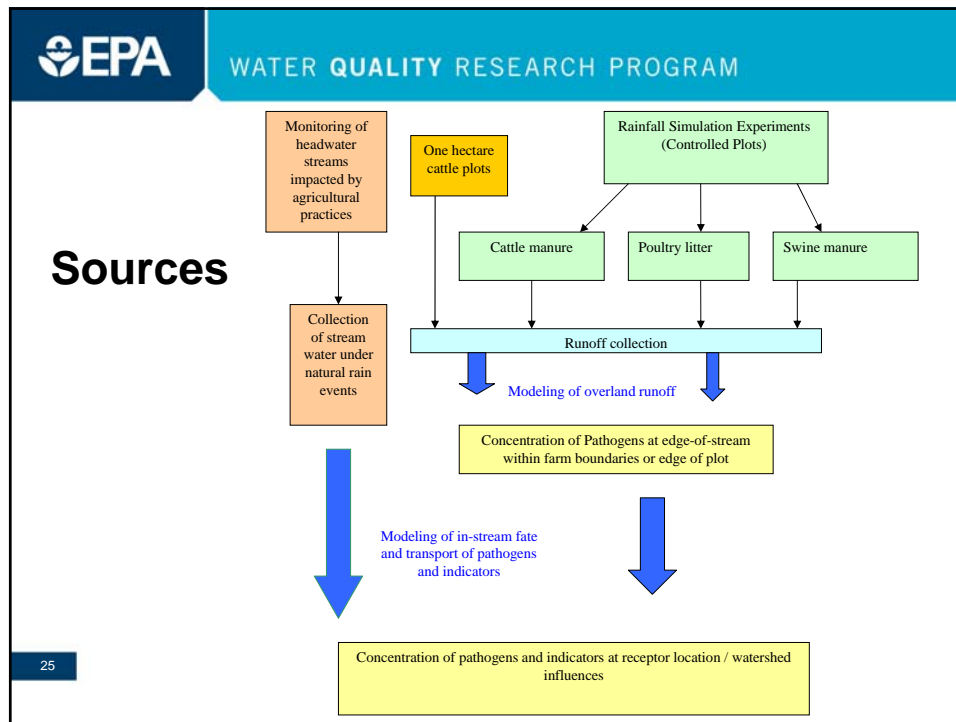 EPA
WATER QUALITY RESEARCH PROGRAM
Sources
Monitoring of
headwater
streams
impacted by
agricultural
practices
One hectare
cattle plots
Rainfall Simulation Experiments
(Controlled Plots)
Cattle manure
Poultry litter
Swine manure
Collection
of stream
water under
natural rain
events
Runoff collection
Modeling of overland runoff
Concentration of Pathogens at edge-of-stream
within farm boundaries or edge of plot
Modeling of in-stream fate
and transport of pathogens
and indicators
Concentration of pathogens and indicators at receptor location / watershed
influences
25